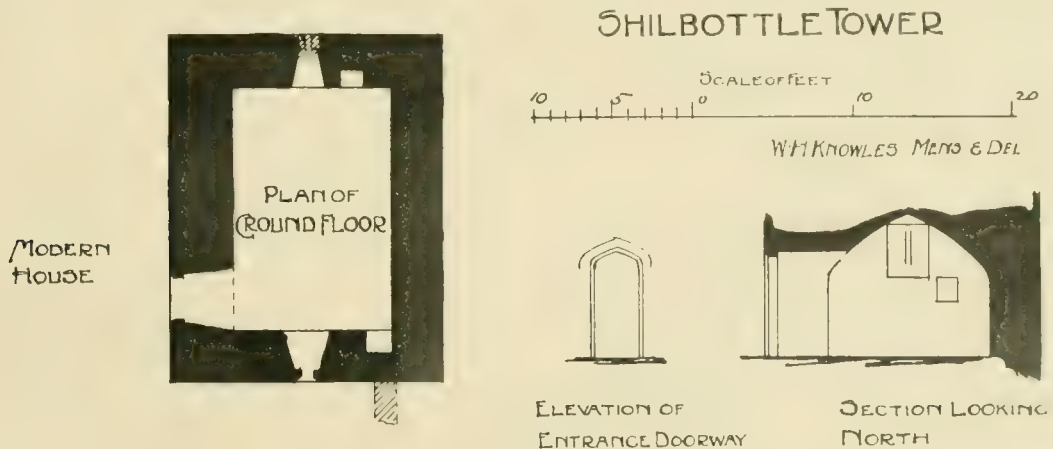 SHILBOTTLE TOWER
SCALE OF FEET
10 5 0 10 20
W·H KNOWLES MENS & DEL
PLAN OF
GROUND FLOOR
MODERN
HOUSE
ELEVATION OF
ENTRANCE DOORWAY
SECTION LOOKING
NORTH